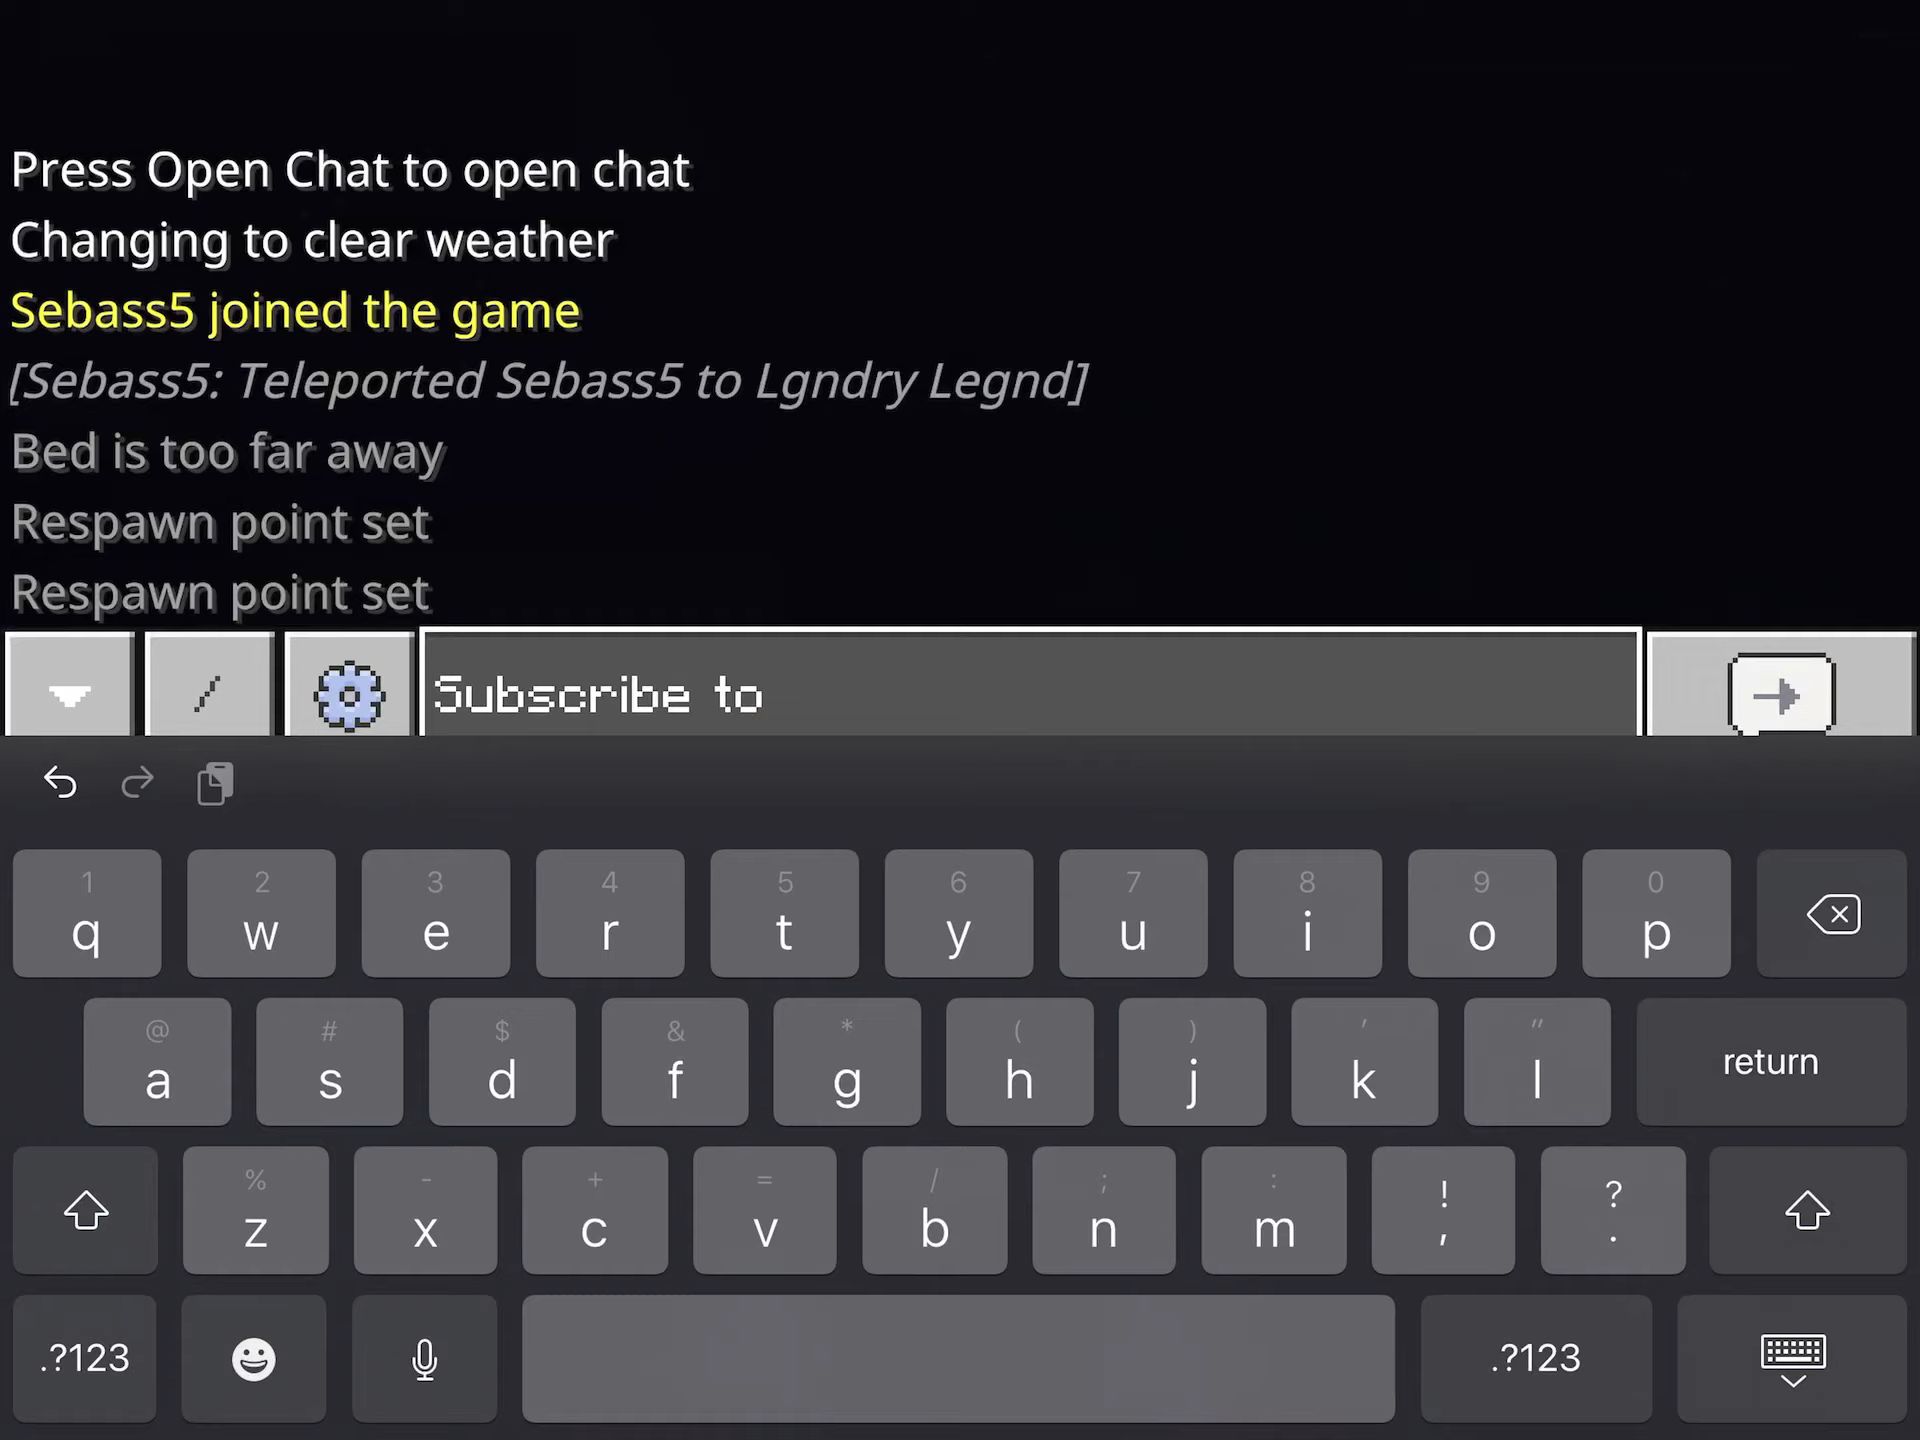 Press Open Chat to open chat
Changing to clear weather
Sebass5 joined the game
[Sebass5: Teleported Sebass5 to Lgndry Legnd]
Bed is too far away
Respawn point set
Respawn point set
/ Subscribe to
1 2 3 4 5 6 7 8 9 0
q w e r t y u i o p
@ # $ & * ( ) ' "
a s d f g h j k l return
% - + = / ; : ! ?
z x c v b n m , .
.?123 .?123